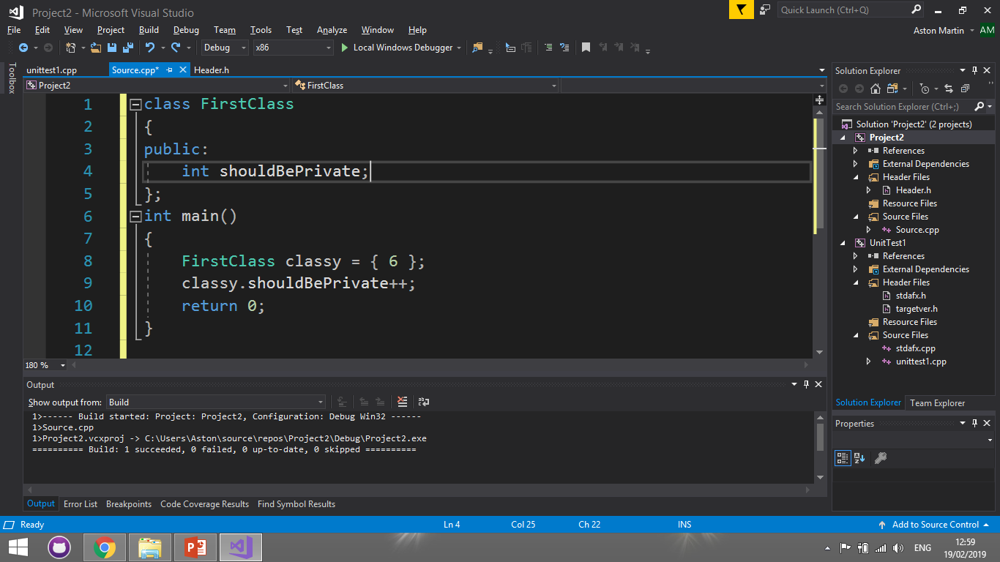 Project2 - Microsoft Visual Studio
Quick Launch (Ctrl+Q)
File Edit View Project Build Debug Team Tools Test Analyze Window Help
Aston Martin AM
Debug x86 Local Windows Debugger
Toolbox
unittest1.cpp Source.cpp* Header.h
Project2 FirstClass
1 class FirstClass
2 {
3 public:
4 int shouldBePrivate;
5 };
6 int main()
7 {
8 FirstClass classy = { 6 };
9 classy.shouldBePrivate++;
10 return 0;
11 }
12
180 %
Output
Show output from: Build
1>------ Build started: Project: Project2, Configuration: Debug Win32 ------
1>Source.cpp
1>Project2.vcxproj -> C:\Users\Aston\source\repos\Project2\Debug\Project2.exe
========== Build: 1 succeeded, 0 failed, 0 up-to-date, 0 skipped ==========
Output Error List Breakpoints Code Coverage Results Find Symbol Results
Solution Explorer
Search Solution Explorer (Ctrl+;)
Solution 'Project2' (2 projects)
Project2
References
External Dependencies
Header Files
Header.h
Resource Files
Source Files
Source.cpp
UnitTest1
References
External Dependencies
Header Files
stdafx.h
targetver.h
Resource Files
Source Files
stdafx.cpp
unittest1.cpp
Solution Explorer Team Explorer
Properties
Ready Ln 4 Col 25 Ch 22 INS Add to Source Control
ENG
12:59
19/02/2019